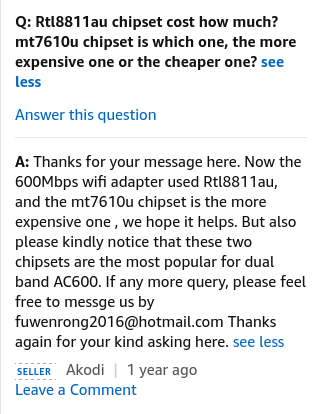 Q: Rtl8811au chipset cost how much?
mt7610u chipset is which one, the more
expensive one or the cheaper one? see
less
Answer this question
A: Thanks for your message here. Now the
600Mbps wifi adapter used Rtl8811au,
and the mt7610u chipset is the more
expensive one , we hope it helps. But also
please kindly notice that these two
chipsets are the most popular for dual
band AC600. If any more query, please feel
free to messge us by
fuwenrong2016@hotmail.com Thanks
again for your kind asking here. see less
SELLER Akodi | 1 year ago
Leave a Comment